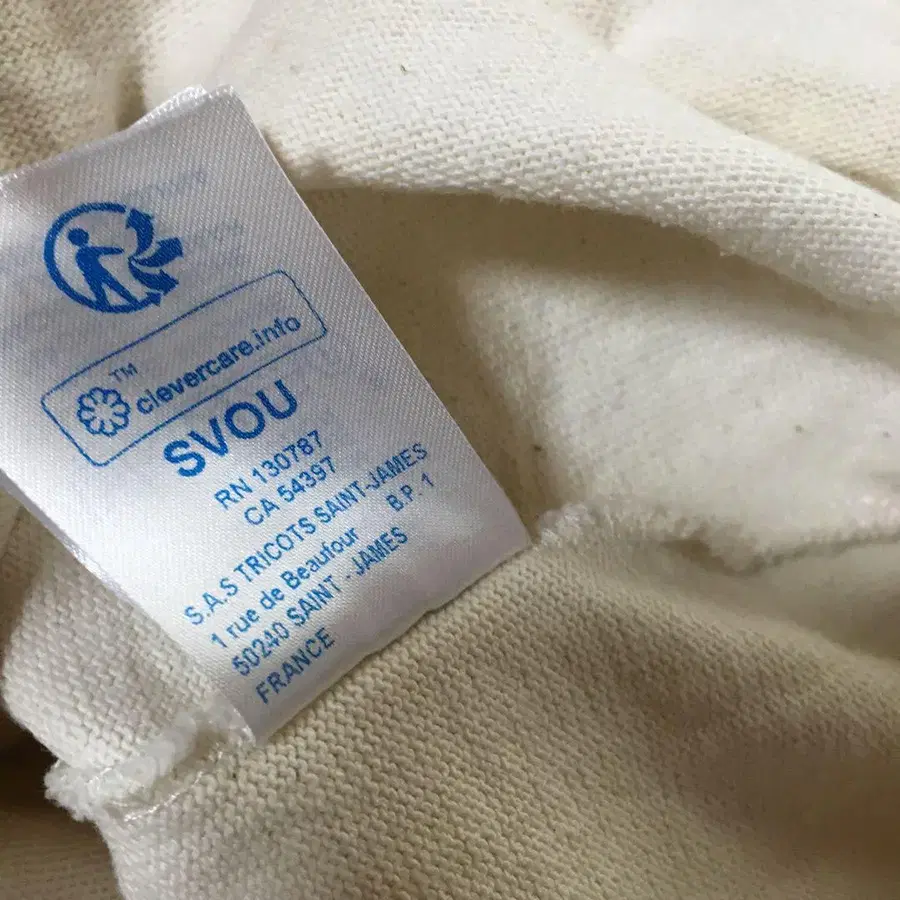 ™ clevercare.info
SVOU
RN 130787
CA 54397
S.A.S TRICOTS SAINT-JAMES
1 rue de Beaufour B.P. 1
50240 SAINT - JAMES
FRANCE